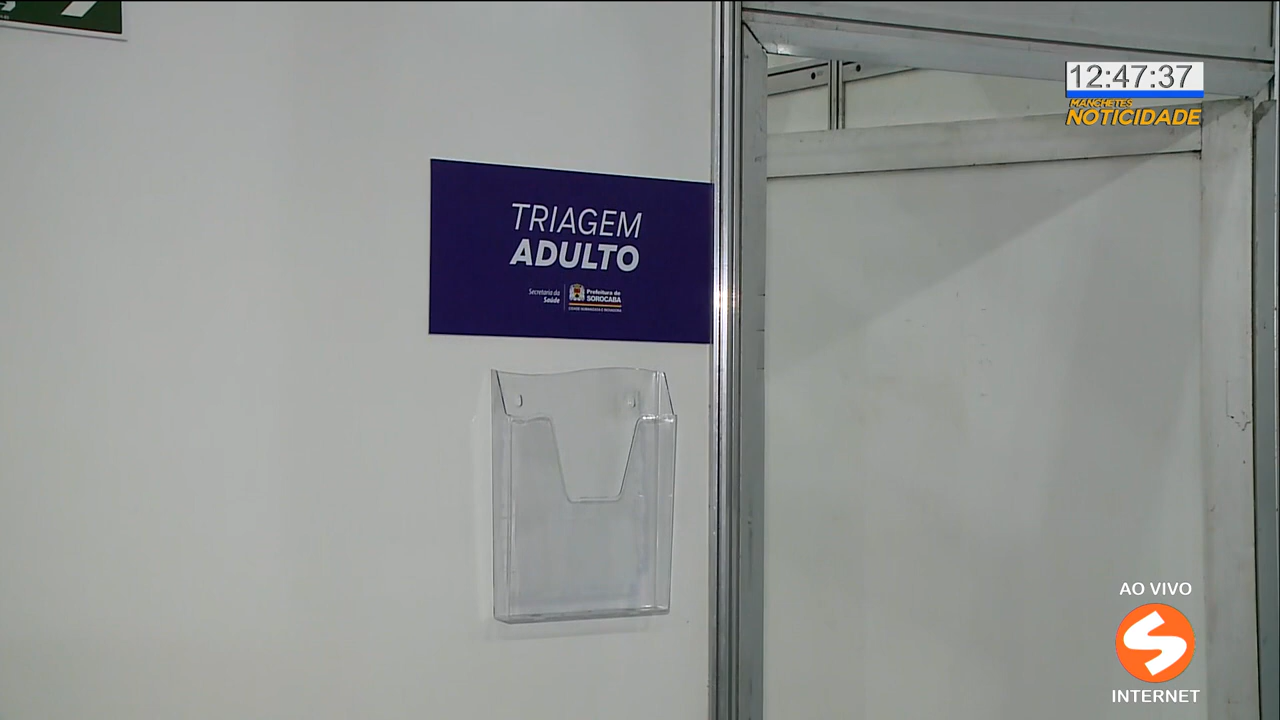 12:47:37
MANCHETES
NOTICIDADE
TRIAGEM
ADULTO
Secretaria da
Saúde
Prefeitura de
SOROCABA
AO VIVO
INTERNET